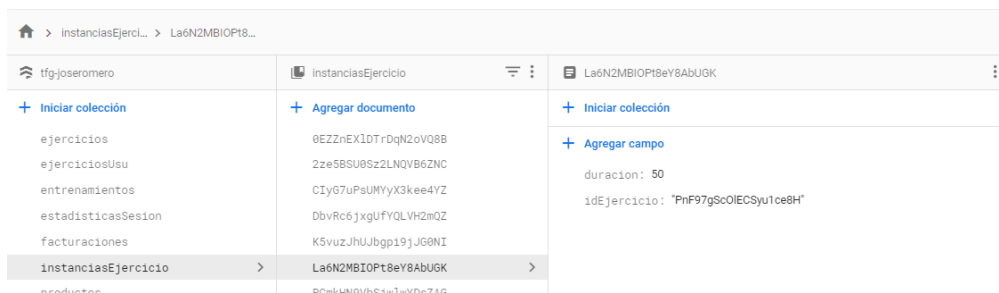 instanciasEjerci... > La6N2MBIOPt8...
tfg-joseromero
Iniciar colección
ejercicios
ejerciciosUsu
entrenamientos
estadisticasSesion
facturaciones
instanciasEjercicio
productos
instanciasEjercicio
Agregar documento
0EZZnEXlDTrDqN2oVQ8B
2ze5BSU0Sz2LNQVB6ZNC
CIyG7uPsUMYyX3kee4YZ
DbvRc6jxgUfYQLVH2mQZ
K5vuzJhUJbgpi9jJG0NI
La6N2MBIOPt8eY8AbUGK
La6N2MBIOPt8eY8AbUGK
Iniciar colección
Agregar campo
duracion: 50
idEjercicio: "PnF97gScOlECSyu1ce8H"